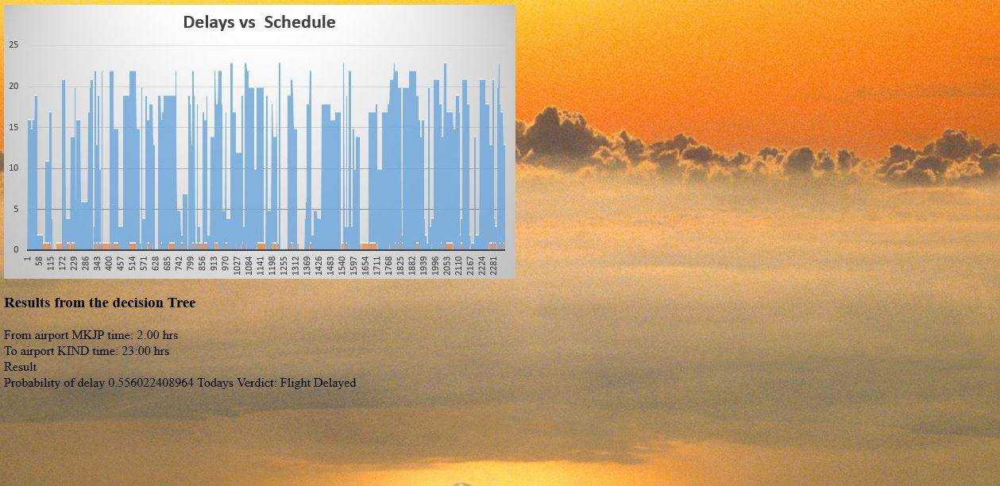 Delays vs  Schedule
25
20
15
10
5
0
1 58 115 172 229 286 343 400 457 514 571 628 685 742 799 856 913 970 1027 1084 1141 1198 1255 1312 1369 1426 1483 1540 1597 1654 1711 1768 1825 1882 1939 1996 2053 2110 2167 2224 2281
Results from the decision Tree
From airport MKJP time: 2:00 hrs
To airport KIND time: 23:00 hrs
Result
Probability of delay 0.556022408964 Todays Verdict: Flight Delayed